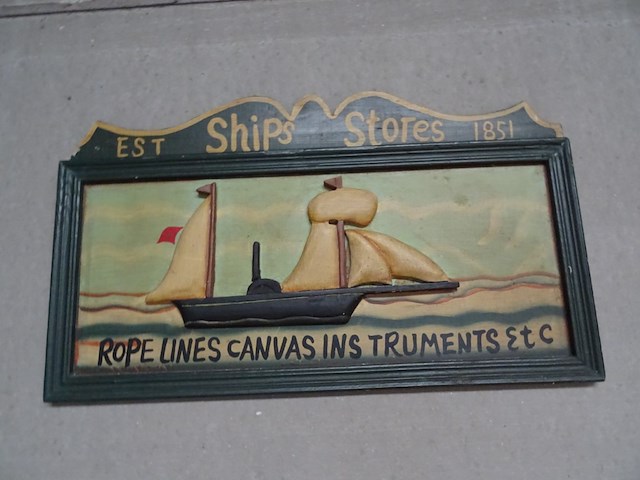 EST Ships Stores 1851
ROPE LINES CANVAS INS TRUMENTS Etc